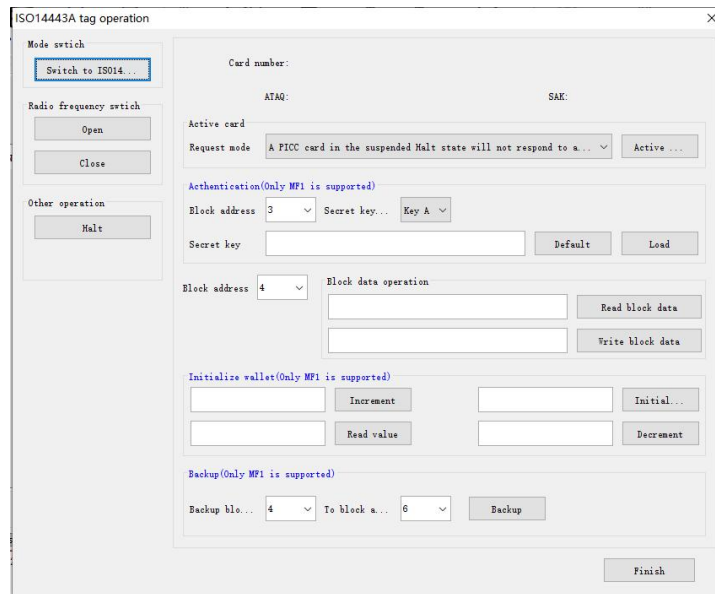 ISO14443A tag operation
Mode swtich
Switch to ISO14...
Radio frequency swtich
Open
Close
Other operation
Halt
Card number:
ATAQ:
SAK:
Active card
Request mode
A PICC card in the suspended Halt state will not respond to a...
Active ...
Acthentication(Only MF1 is supported)
Block address
3
Secret key...
Key A
Secret key
Default
Load
Block address
4
Block data operation
Read block data
Write block data
Initialize wallet(Only MF1 is supported)
Increment
Initial...
Read value
Decrement
Backup(Only MF1 is supported)
Backup blo...
4
To block a...
6
Backup
Finish